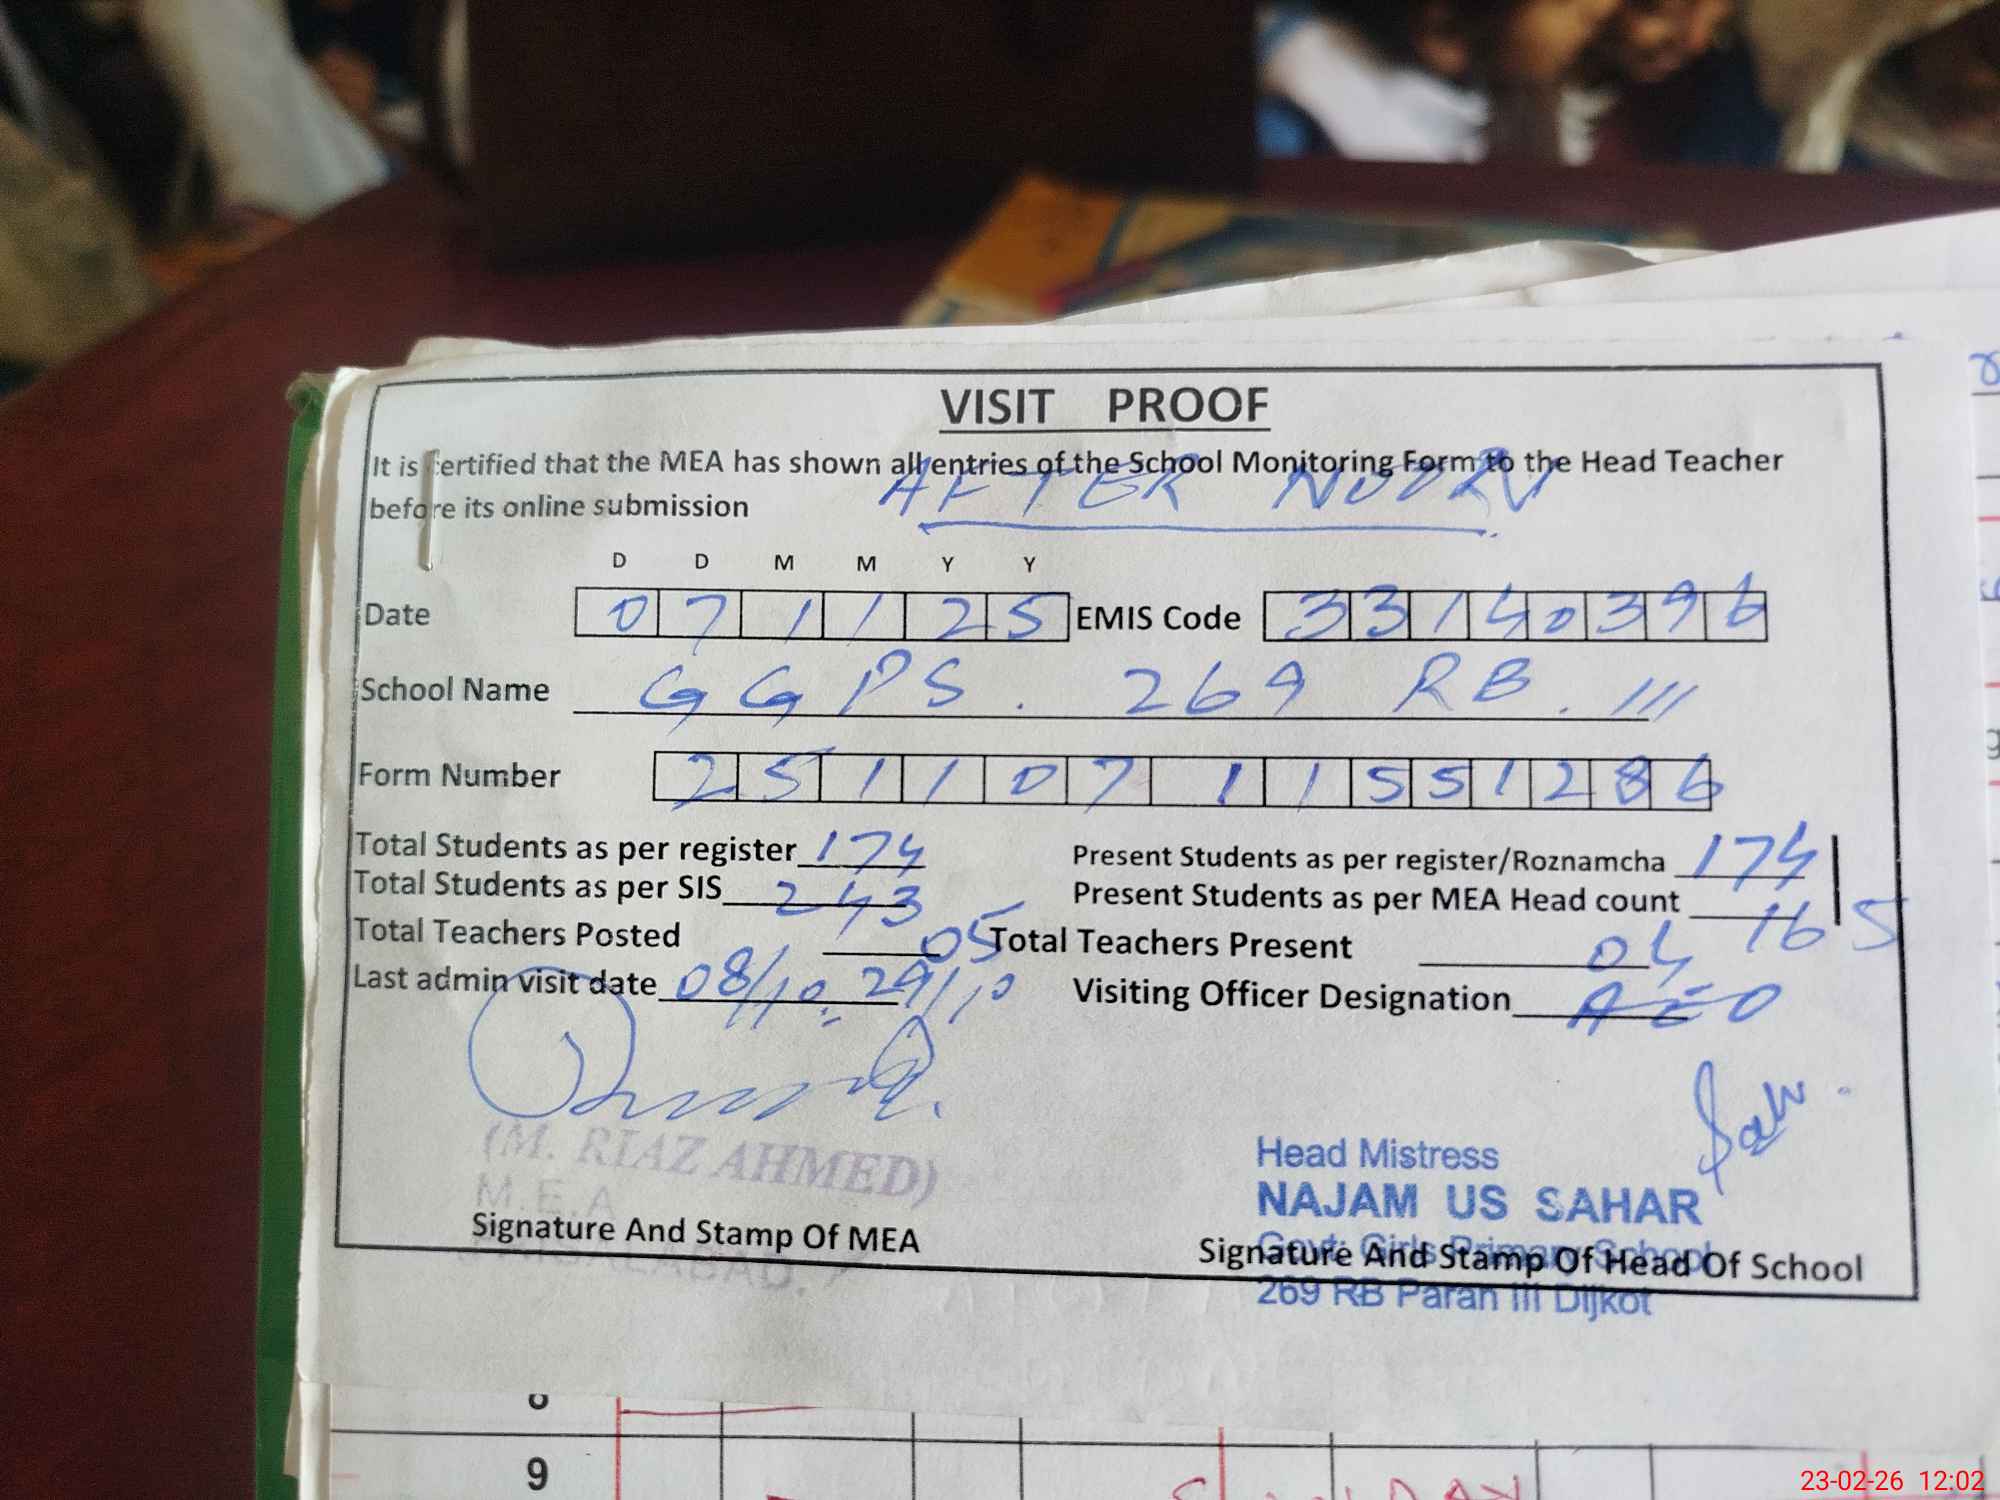 VISIT PROOF
It is certified that the MEA has shown all entries of the School Monitoring Form to the Head Teacher
before its online submission
AFTER NOON
D D M M Y Y
Date 0 7 1 1 2 5 EMIS Code 3 3 1 4 0 3 9 6
School Name GGPS. 269 RB. III
Form Number 2 5 1 1 0 7 1 1 5 5 1 2 8 6
Total Students as per register 174 Present Students as per register/Roznamcha 174
Total Students as per SIS 243 Present Students as per MEA Head count 165
Total Teachers Posted 05 Total Teachers Present 04
Last admin visit date 08/10. 29/10 Visiting Officer Designation AEO
(M. RIAZ AHMED)
M.E.A
Signature And Stamp Of MEA
Head Mistress
NAJAM US SAHAR
Govt: Girls Primary School
Signature And Stamp Of Head Of School
269 RB Paran III Dijkot
9
23-02-26 12:02